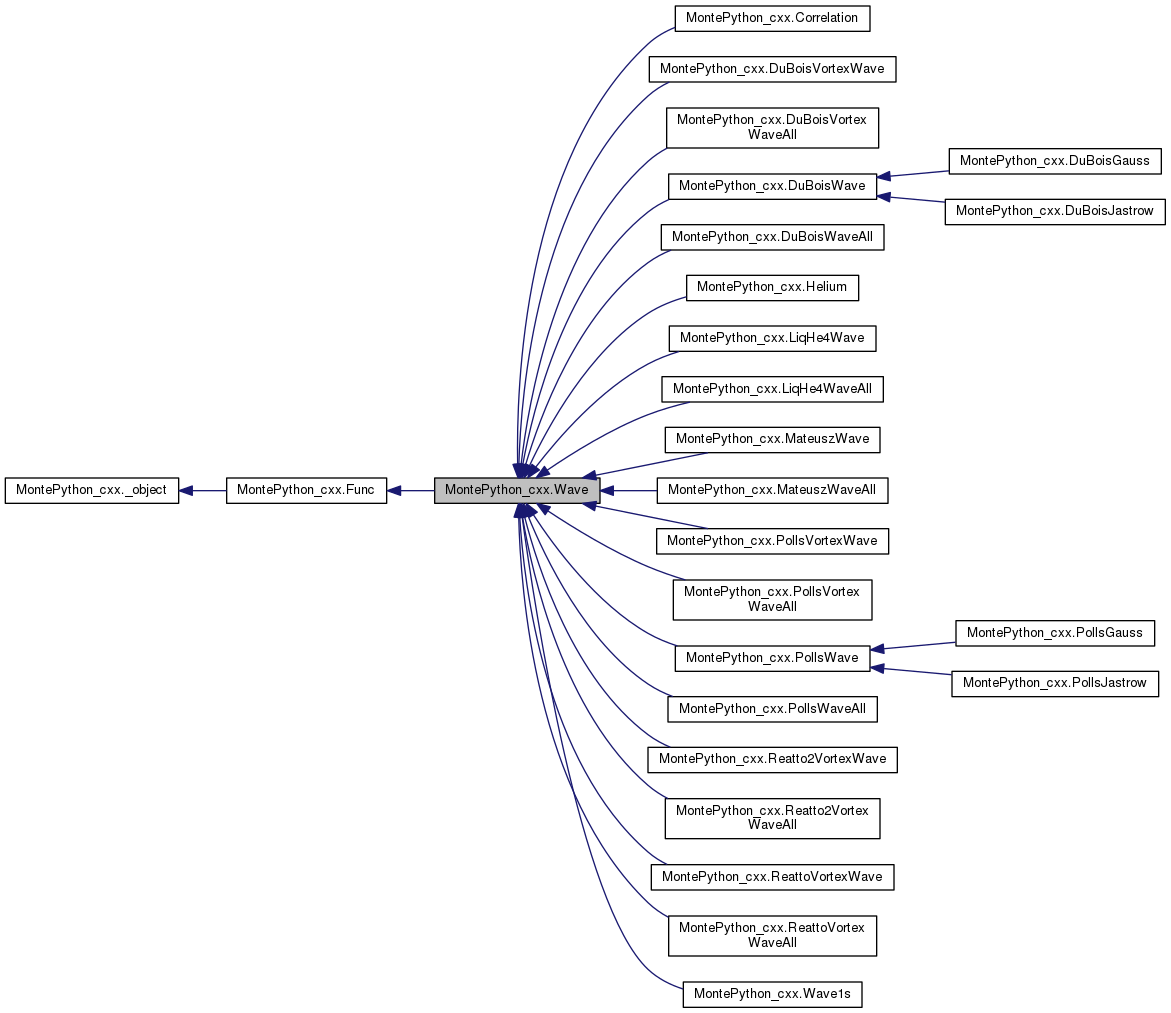 MontePython_cxx._object
MontePython_cxx.Func
MontePython_cxx.Wave
MontePython_cxx.Correlation
MontePython_cxx.DuBoisVortexWave
MontePython_cxx.DuBoisVortex
WaveAll
MontePython_cxx.DuBoisWave
MontePython_cxx.DuBoisGauss
MontePython_cxx.DuBoisJastrow
MontePython_cxx.DuBoisWaveAll
MontePython_cxx.Helium
MontePython_cxx.LiqHe4Wave
MontePython_cxx.LiqHe4WaveAll
MontePython_cxx.MateuszWave
MontePython_cxx.MateuszWaveAll
MontePython_cxx.PollsVortexWave
MontePython_cxx.PollsVortex
WaveAll
MontePython_cxx.PollsWave
MontePython_cxx.PollsGauss
MontePython_cxx.PollsJastrow
MontePython_cxx.PollsWaveAll
MontePython_cxx.Reatto2VortexWave
MontePython_cxx.Reatto2Vortex
WaveAll
MontePython_cxx.ReattoVortexWave
MontePython_cxx.ReattoVortex
WaveAll
MontePython_cxx.Wave1s